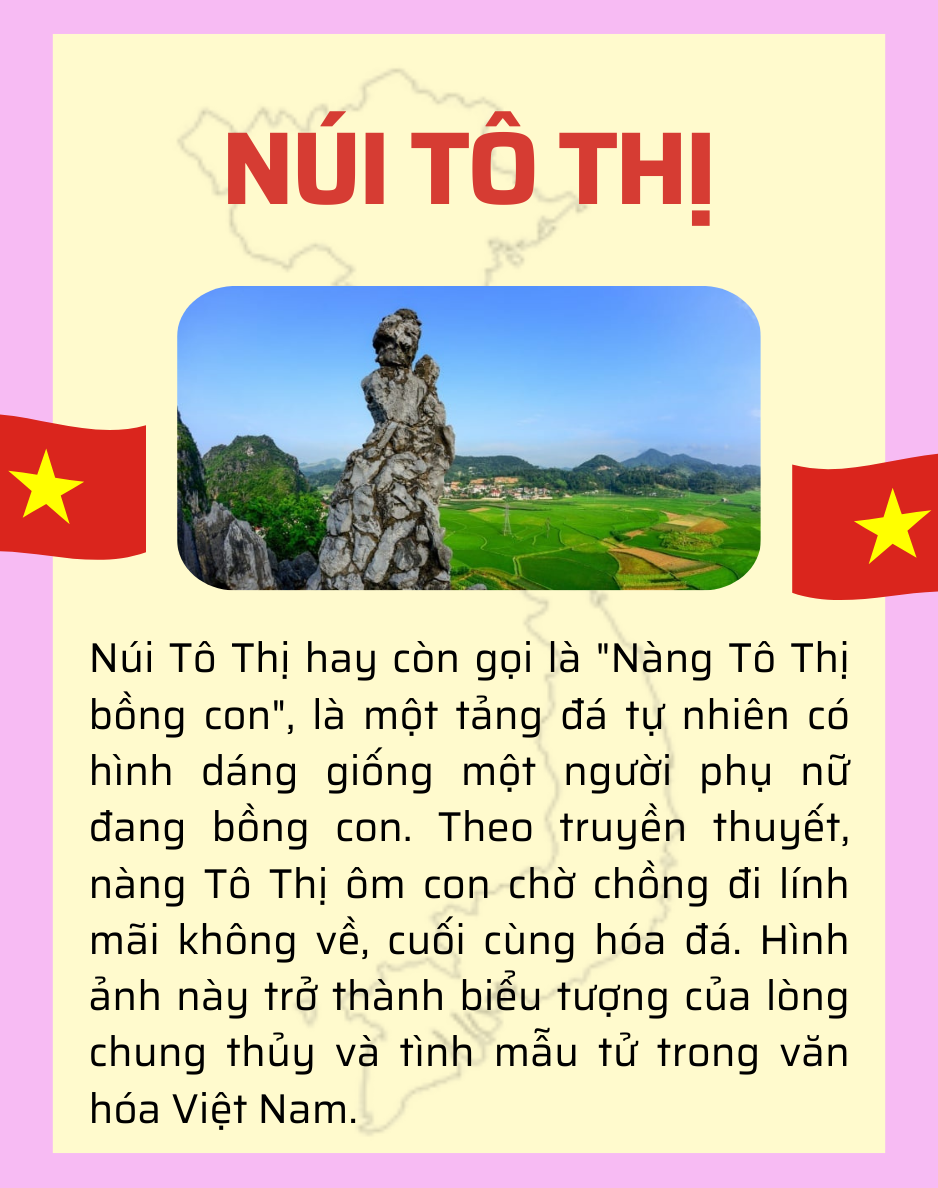 NÚI TÔ THỊ
Núi Tô Thị hay còn gọi là "Nàng Tô Thị
bồng con", là một tảng đá tự nhiên có
hình dáng giống một người phụ nữ
đang bồng con. Theo truyền thuyết,
nàng Tô Thị ôm con chờ chồng đi lính
mãi không về, cuối cùng hóa đá. Hình
ảnh này trở thành biểu tượng của lòng
chung thủy và tình mẫu tử trong văn
hóa Việt Nam.